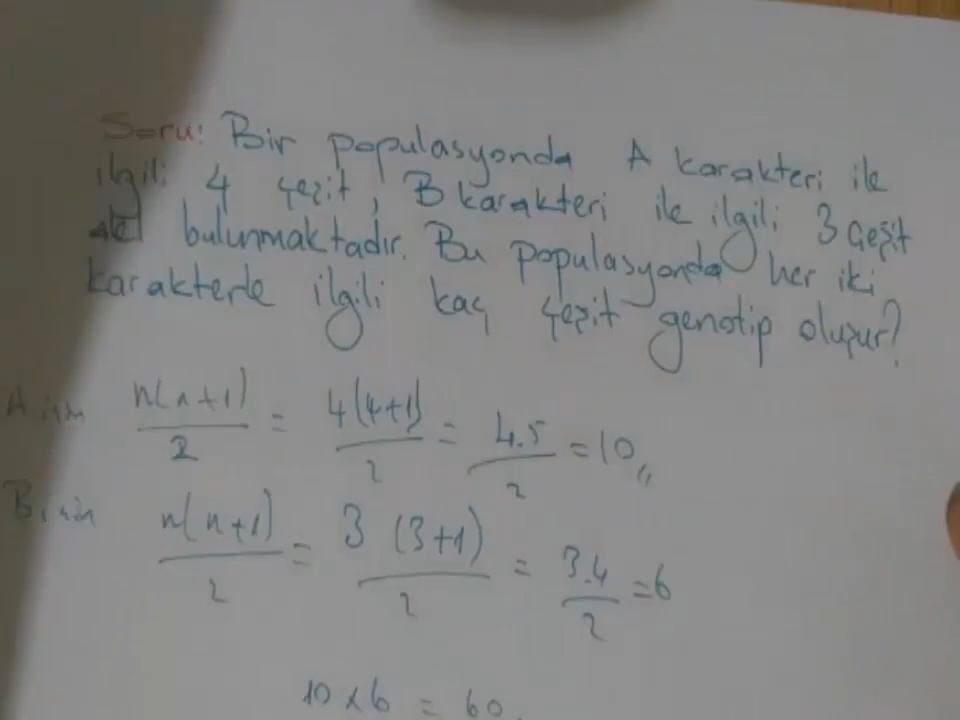 Soru: Bir populasyonda A karakteri ile
ilgili 4 çeşit, B karakteri ile ilgili 3 çeşit
alel bulunmaktadır. Bu populasyonda her iki
karakterle ilgili kaç çeşit genotip oluşur?
A için n(n+1)/2 = 4(4+1)/2 = 4.5/2 = 10,,
B için n(n+1)/2 = 3 (3+1)/2 = 3.4/2 = 6
10 x 6 = 60